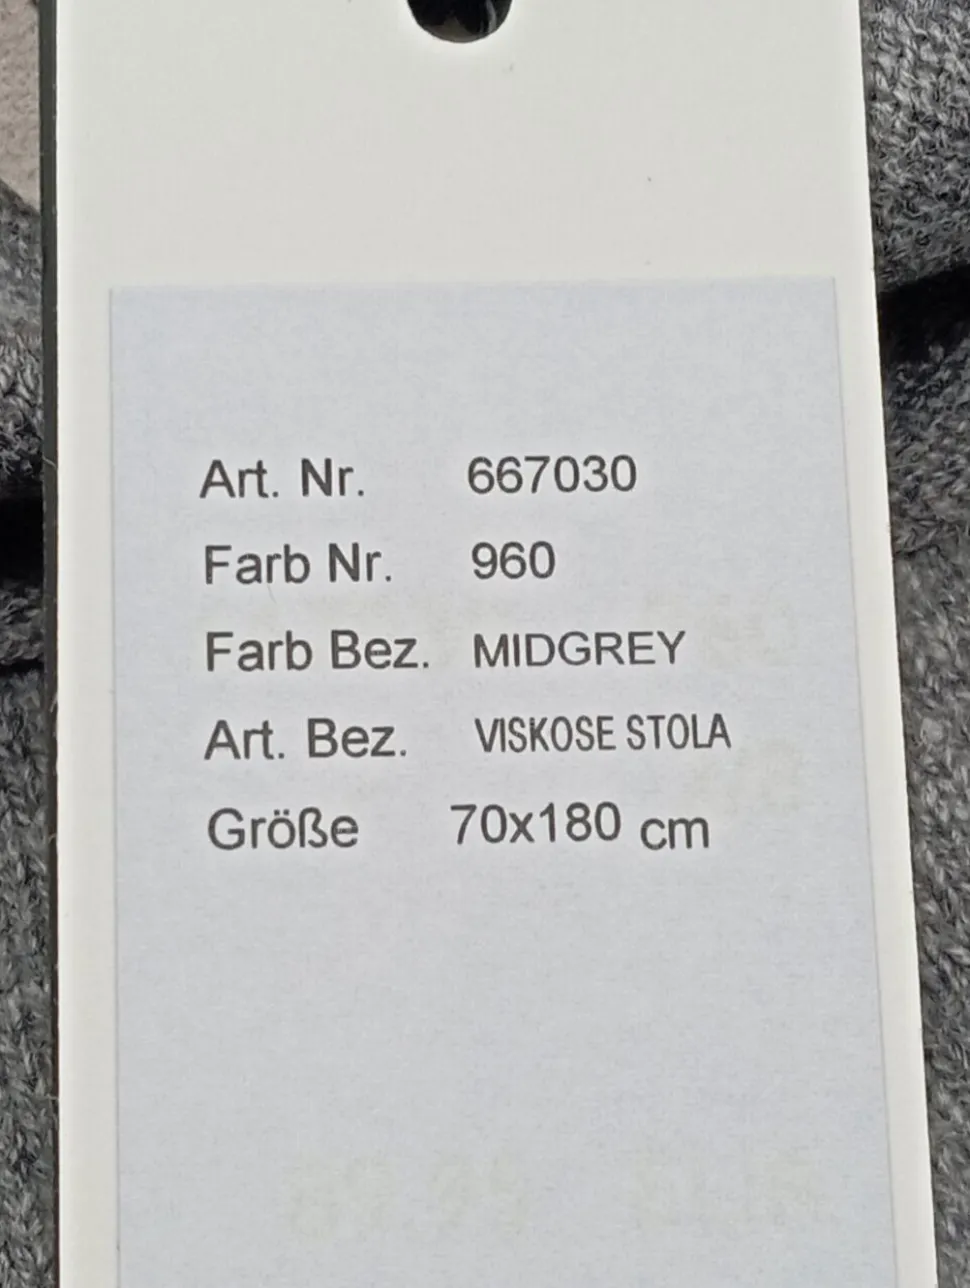 Art. Nr. 667030
Farb Nr. 960
Farb Bez. MIDGREY
Art. Bez. VISKOSE STOLA
Größe 70x180 cm